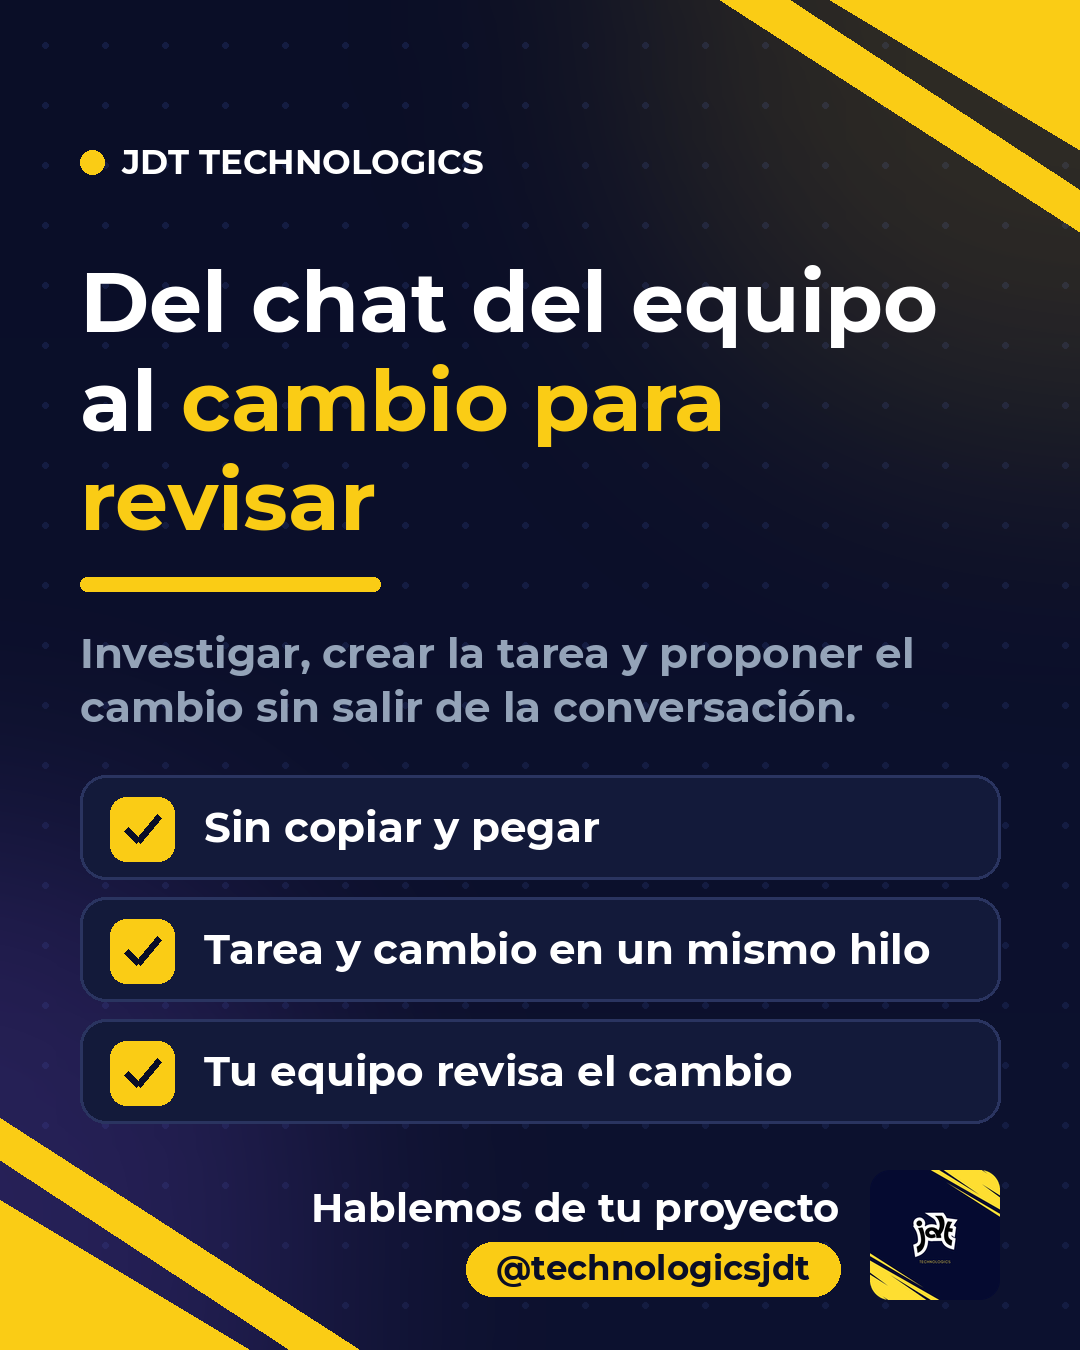 JDT TECHNOLOGICS
Del chat del equipo
al cambio para
revisar
Investigar, crear la tarea y proponer el
cambio sin salir de la conversación.
Sin copiar y pegar
Tarea y cambio en un mismo hilo
Tu equipo revisa el cambio
Hablemos de tu proyecto
@technologicsjdt
jdt
TECHNOLOGICS